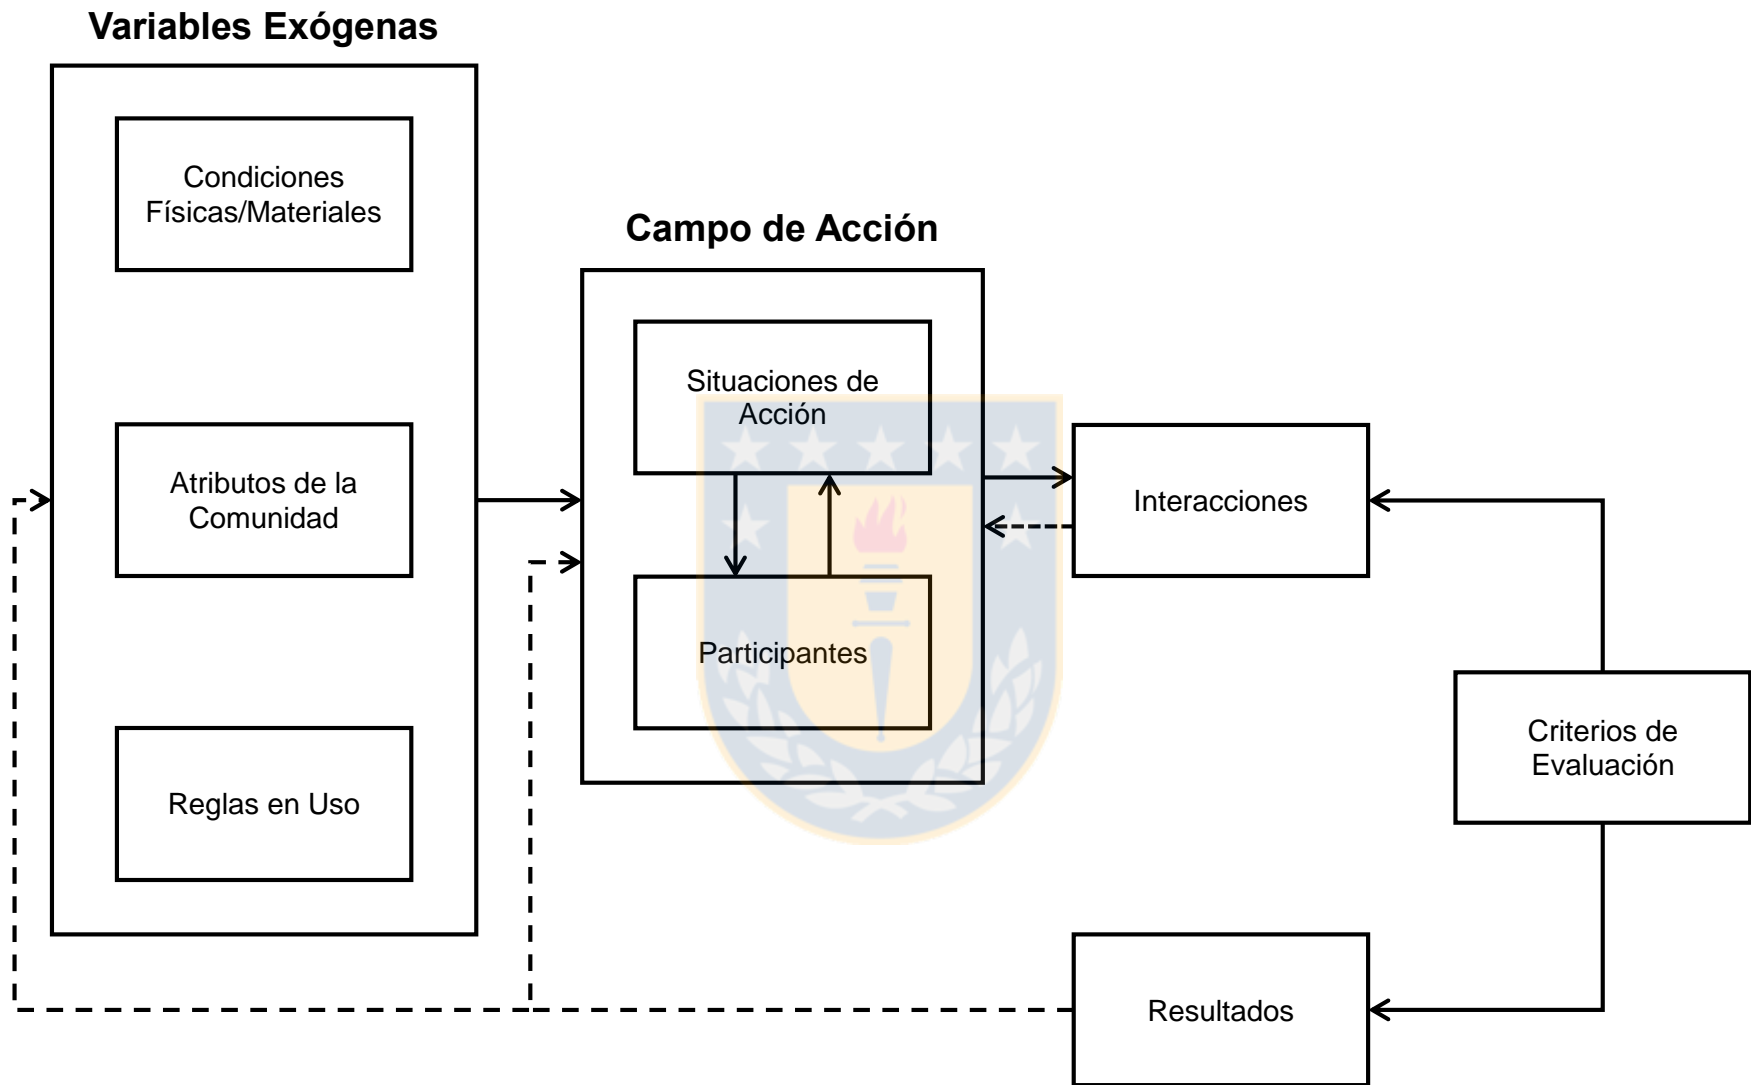 Variables Exógenas
Condiciones
Físicas/Materiales
Atributos de la
Comunidad
Reglas en Uso
Campo de Acción
Situaciones de
Acción
Participantes
Interacciones
Criterios de
Evaluación
Resultados